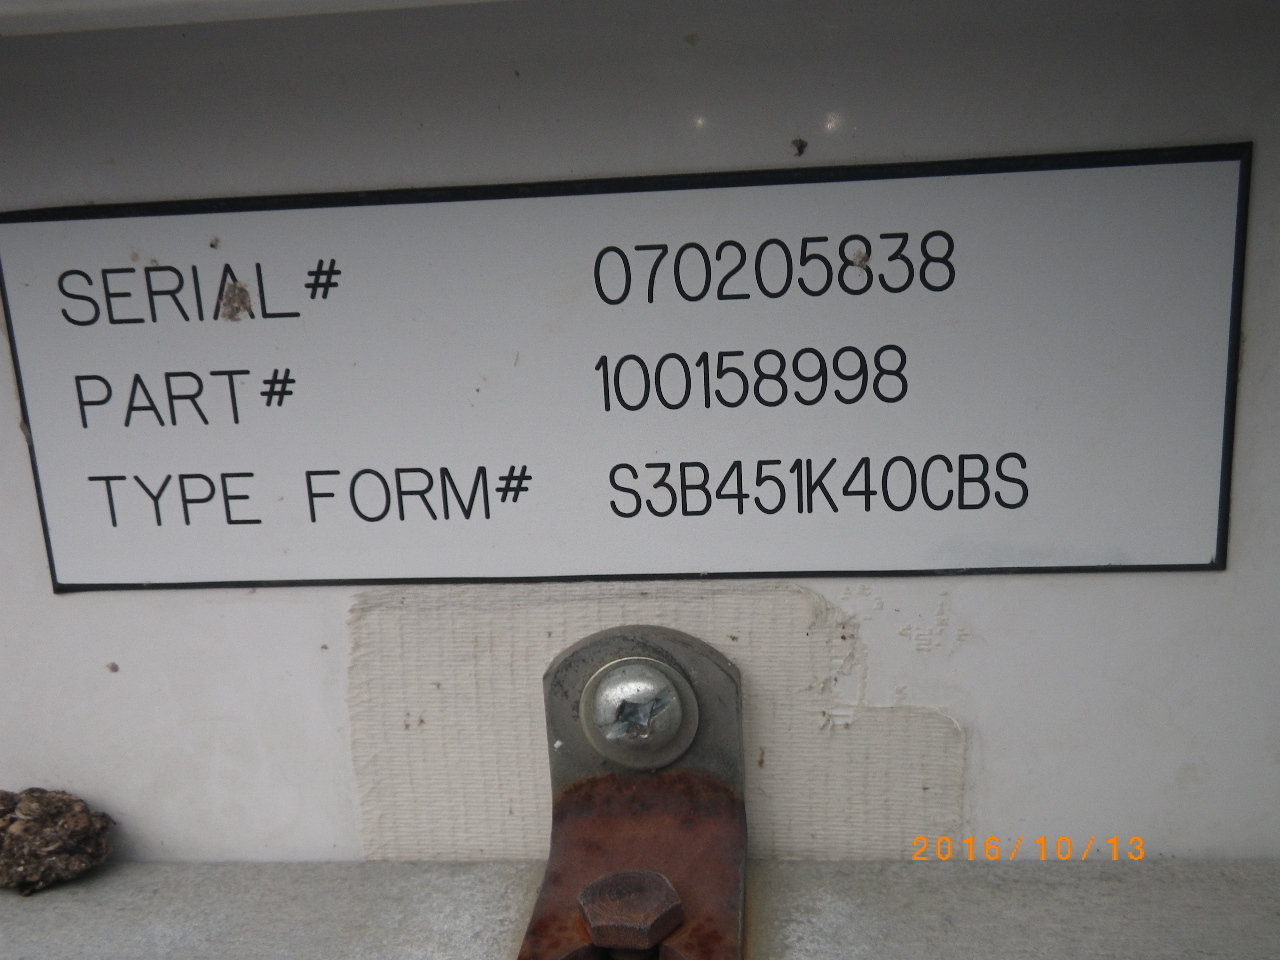 SERIAL# 070205838
PART# 100158998
TYPE FORM# S3B451K40CBS
2016/10/13